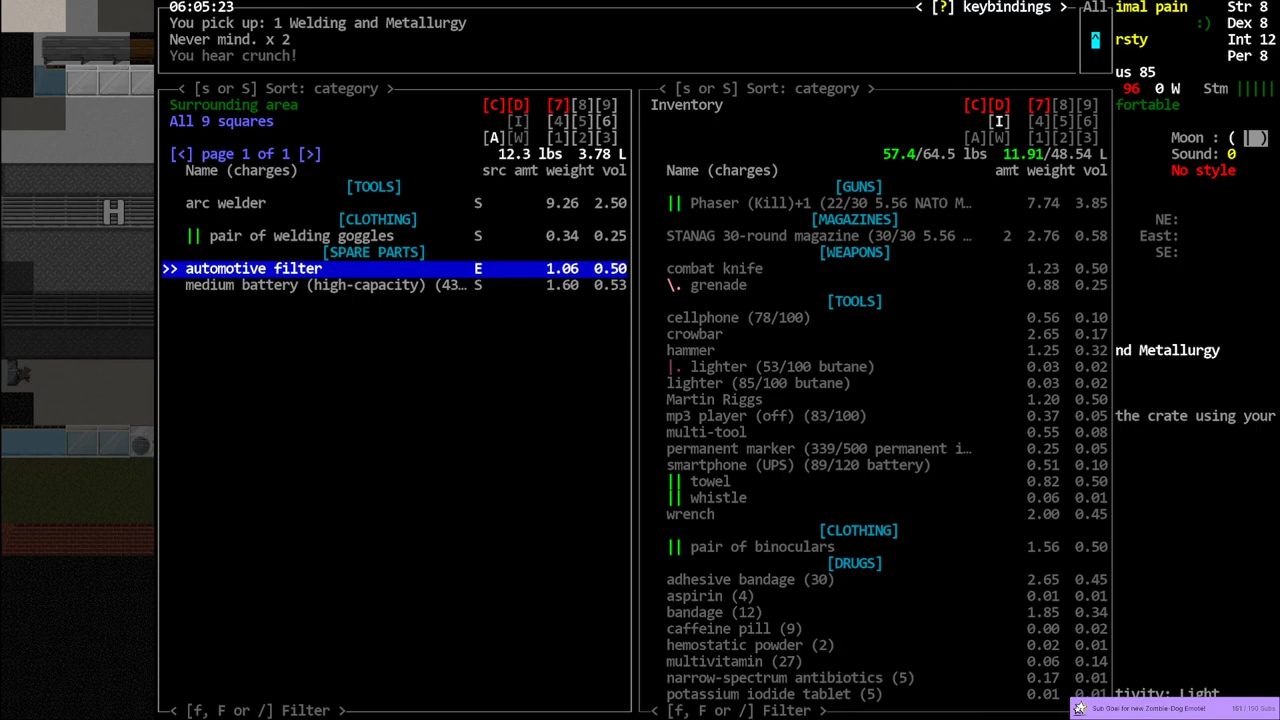 06:05:23
You pick up: 1 Welding and Metallurgy
Never mind. x 2
You hear crunch!
< [?] keybindings >
All
^
imal pain
rsty
us 85
96 0 W Stm |||||
fortable
:)
Str 8
Dex 8
Int 12
Per 8
Moon : ( | )
Sound: 0
No style
NE:
East:
SE:
nd Metallurgy
the crate using your
tivity: Light
H
< [s or S] Sort: category >
Surrounding area
All 9 squares
[<] page 1 of 1 [>]
[C][D] [7][8][9]
[I] [4][5][6]
[A][W] [1][2][3]
12.3 lbs 3.78 L
Name (charges) src amt weight vol
[TOOLS]
arc welder S 9.26 2.50
[CLOTHING]
|| pair of welding goggles S 0.34 0.25
[SPARE PARTS]
>> automotive filter E 1.06 0.50
medium battery (high-capacity) (43… S 1.60 0.53
< [f, F or /] Filter >
< [s or S] Sort: category >
Inventory
[C][D] [7][8][9]
[I] [4][5][6]
[A][W] [1][2][3]
57.4/64.5 lbs 11.91/48.54 L
Name (charges) amt weight vol
[GUNS]
|| Phaser (Kill)+1 (22/30 5.56 NATO M… 7.74 3.85
[MAGAZINES]
STANAG 30-round magazine (30/30 5.56 … 2 2.76 0.58
[WEAPONS]
combat knife 1.23 0.50
\. grenade 0.88 0.25
[TOOLS]
cellphone (78/100) 0.56 0.10
crowbar 2.65 0.17
hammer 1.25 0.32
|. lighter (53/100 butane) 0.03 0.02
lighter (85/100 butane) 0.03 0.02
Martin Riggs 1.20 0.50
mp3 player (off) (83/100) 0.37 0.05
multi-tool 0.55 0.08
permanent marker (339/500 permanent i… 0.25 0.05
smartphone (UPS) (89/120 battery) 0.51 0.10
|| towel 0.82 0.50
|| whistle 0.06 0.01
wrench 2.00 0.45
[CLOTHING]
|| pair of binoculars 1.56 0.50
[DRUGS]
adhesive bandage (30) 2.65 0.45
aspirin (4) 0.01 0.01
bandage (12) 1.85 0.34
caffeine pill (9) 0.00 0.02
hemostatic powder (2) 0.02 0.01
multivitamin (27) 0.06 0.14
narrow-spectrum antibiotics (5) 0.17 0.01
potassium iodide tablet (5) 0.01 0.01
< [f, F or /] Filter >
Sub Goal for new Zombie-Dog Emote! 151 / 150 Subs